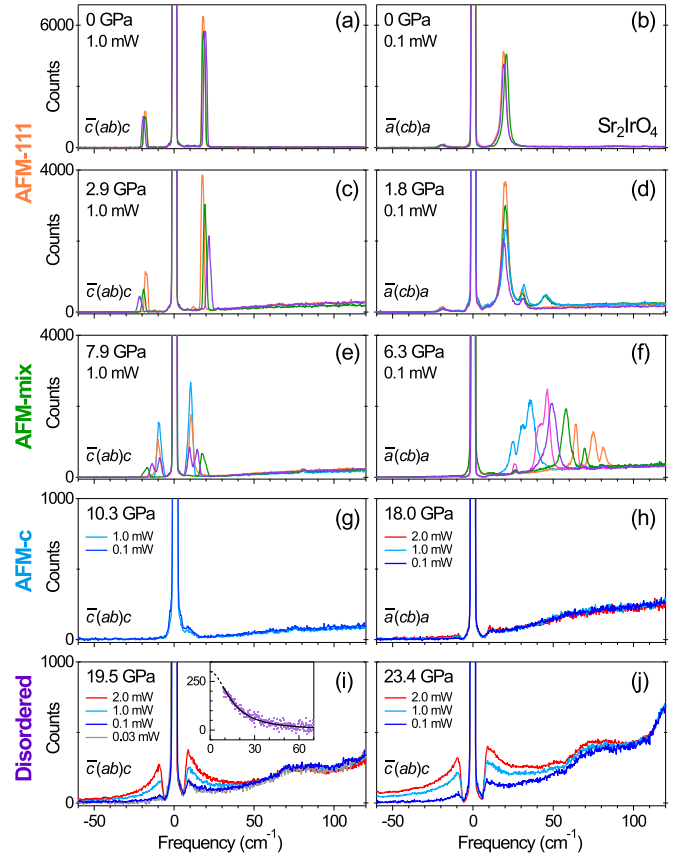 AFM-111
AFM-mix
AFM-c
Disordered
6000
0
Counts
0 GPa
1.0 mW
(a)
c̅(ab)c
0 GPa
0.1 mW
(b)
a̅(cb)a
Sr₂IrO₄
4000
0
Counts
2.9 GPa
1.0 mW
(c)
c̅(ab)c
1.8 GPa
0.1 mW
(d)
a̅(cb)a
4000
0
Counts
7.9 GPa
1.0 mW
(e)
c̅(ab)c
6.3 GPa
0.1 mW
(f)
a̅(cb)a
1000
0
Counts
10.3 GPa
(g)
1.0 mW
0.1 mW
c̅(ab)c
18.0 GPa
(h)
2.0 mW
1.0 mW
0.1 mW
a̅(cb)a
1000
0
Counts
19.5 GPa
(i)
2.0 mW
1.0 mW
0.1 mW
0.03 mW
c̅(ab)c
250
0
0 30 60
23.4 GPa
(j)
2.0 mW
1.0 mW
0.1 mW
c̅(ab)c
-50 0 50 100
-50 0 50 100
Frequency (cm⁻¹)
Frequency (cm⁻¹)